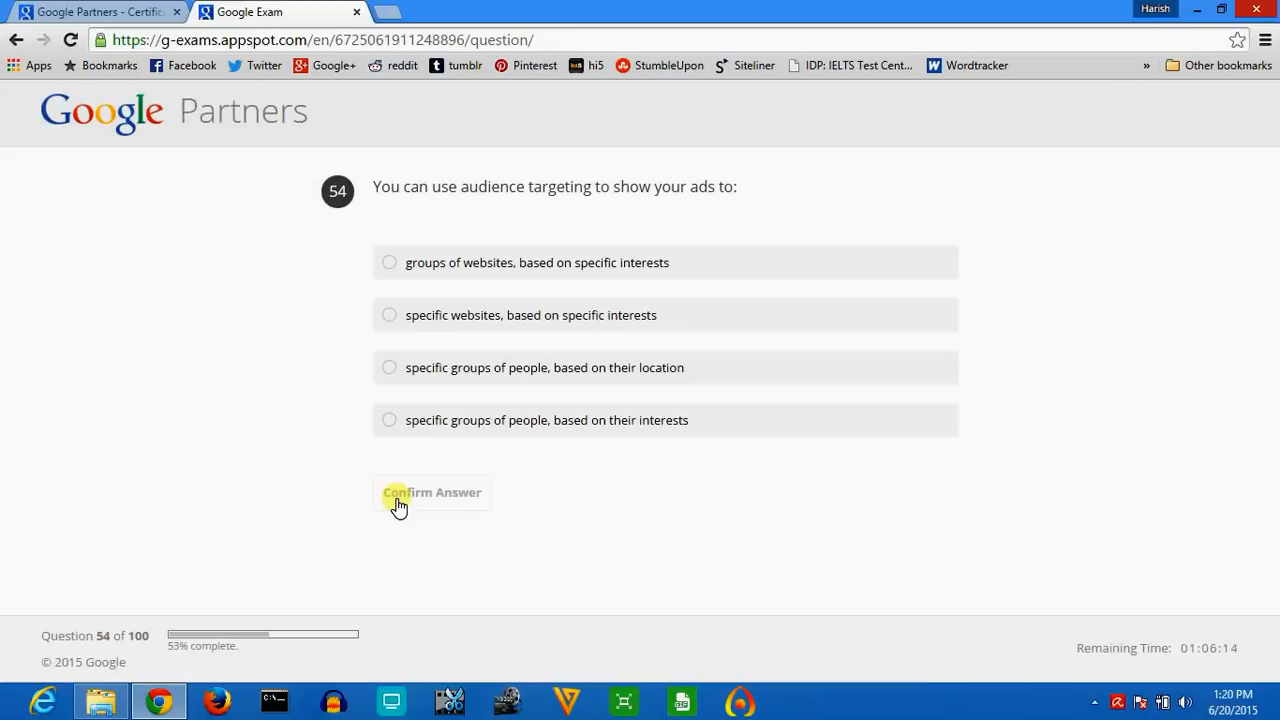 Google Partners - Certific
Google Exam
Harish
https://g-exams.appspot.com/en/6725061911248896/question/
Apps
Bookmarks
Facebook
Twitter
Google+
reddit
tumblr
Pinterest
hi5
StumbleUpon
Siteliner
IDP: IELTS Test Cent...
Wordtracker
»
Other bookmarks
Google Partners
54 You can use audience targeting to show your ads to:
groups of websites, based on specific interests
specific websites, based on specific interests
specific groups of people, based on their location
specific groups of people, based on their interests
Confirm Answer
Question 54 of 100
53% complete.
Remaining Time: 01:06:14
© 2015 Google
1:20 PM
6/20/2015